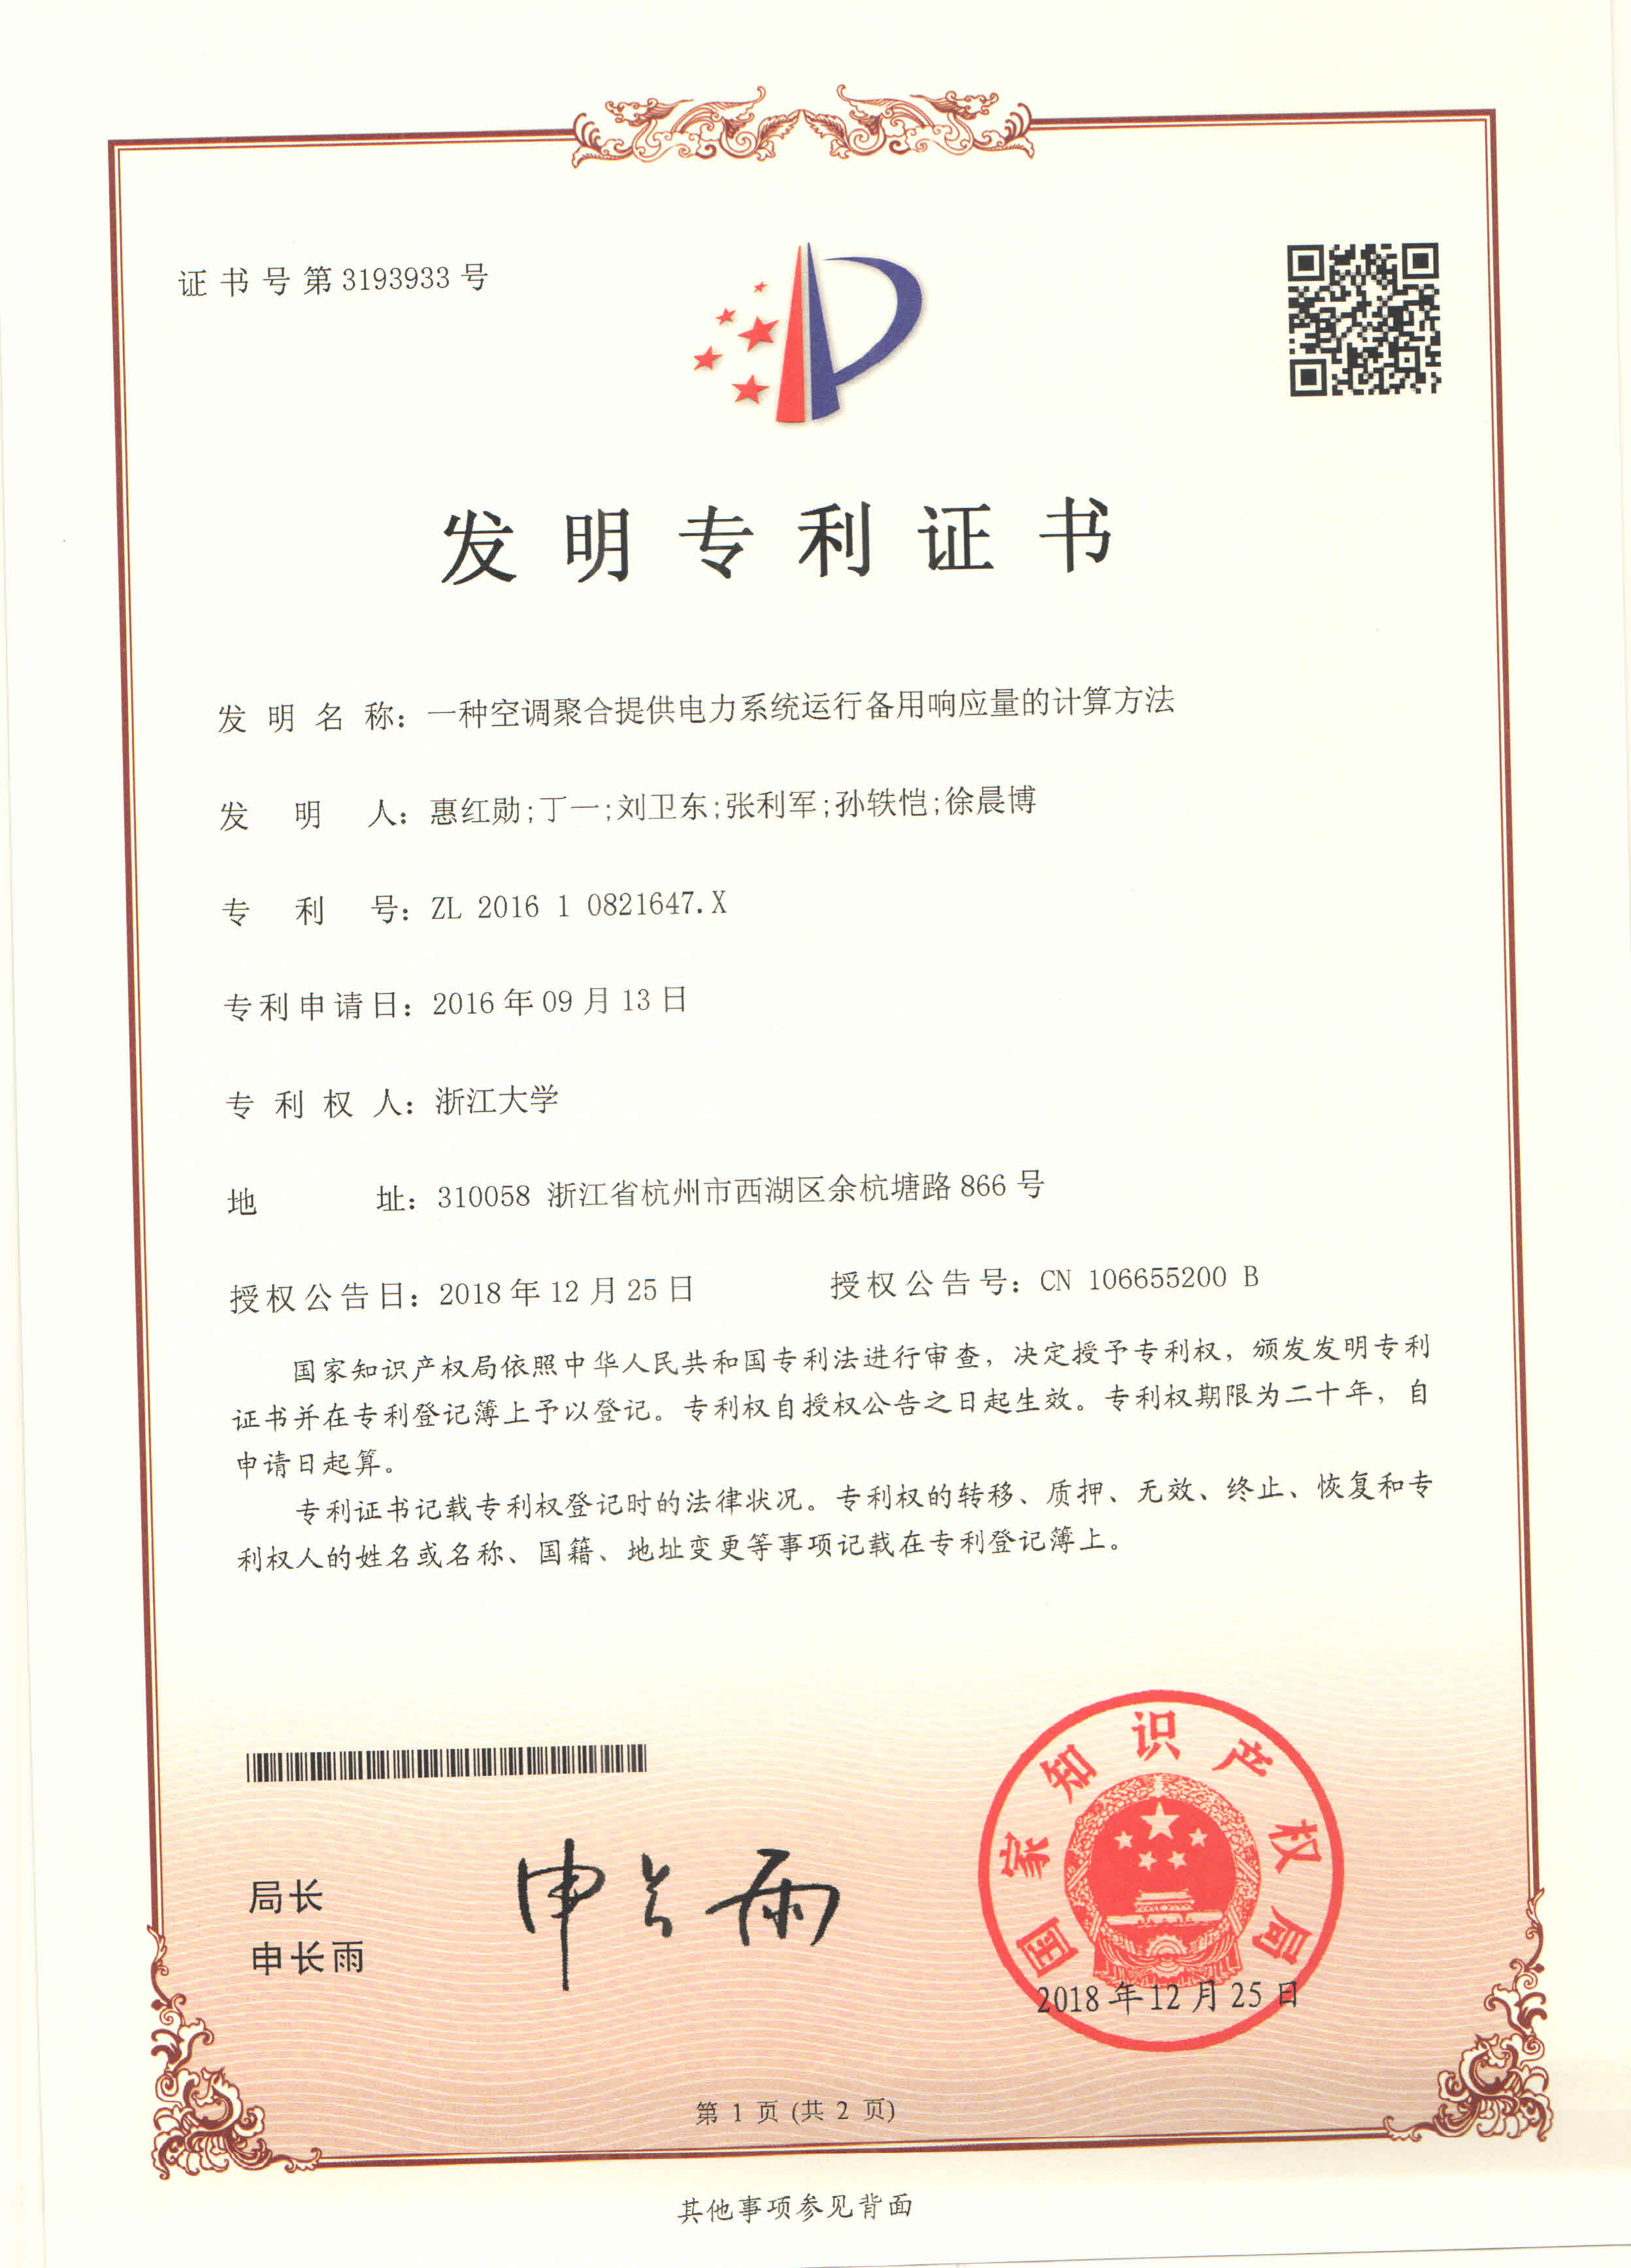 证书号第3193933号
发明专利证书
发明名称：一种空调聚合提供电力系统运行备用响应量的计算方法
发明人：惠红勋;丁一;刘卫东;张利军;孙轶恺;徐晨博
专利号：ZL 2016 1 0821647.X
专利申请日：2016年09月13日
专利权人：浙江大学
地址：310058 浙江省杭州市西湖区余杭塘路866号
授权公告日：2018年12月25日 授权公告号：CN 106655200 B
国家知识产权局依照中华人民共和国专利法进行审查，决定授予专利权，颁发发明专利
证书并在专利登记簿上予以登记。专利权自授权公告之日起生效。专利权期限为二十年，自
申请日起算。
专利证书记载专利权登记时的法律状况。专利权的转移、质押、无效、终止、恢复和专
利权人的姓名或名称、国籍、地址变更等事项记载在专利登记簿上。
局长
申长雨
申长雨
国家知识产权局
2018年12月25日
第 1 页 (共 2 页)
其他事项参见背面